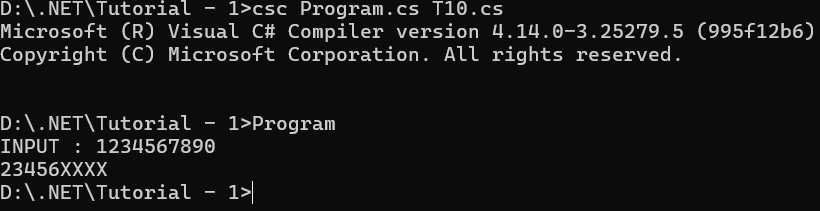 D:\.NET\Tutorial - 1>csc Program.cs T10.cs
Microsoft (R) Visual C# Compiler version 4.14.0-3.25279.5 (995f12b6)
Copyright (C) Microsoft Corporation. All rights reserved.
D:\.NET\Tutorial - 1>Program
INPUT : 1234567890
23456XXXX
D:\.NET\Tutorial - 1>